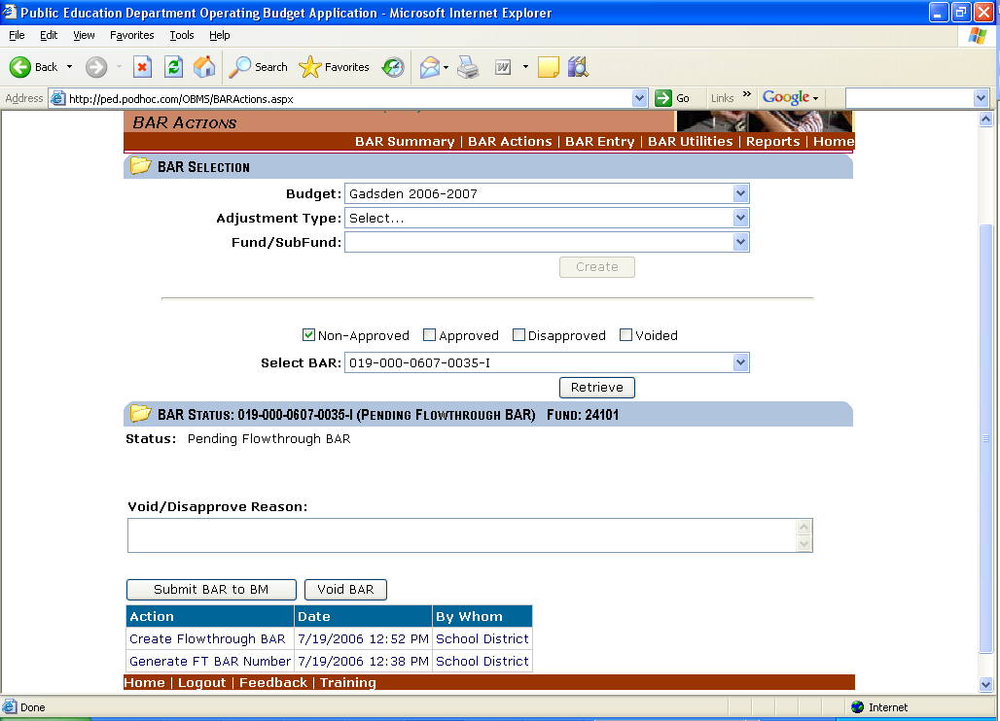 Public Education Department Operating Budget Application - Microsoft Internet Explorer
File Edit View Favorites Tools Help
Back Search Favorites
Address http://ped.podhoc.com/OBMS/BARActions.aspx Go Links » Google
BAR ACTIONS
BAR Summary | BAR Actions | BAR Entry | BAR Utilities | Reports | Home
BAR SELECTION
Budget: Gadsden 2006-2007
Adjustment Type: Select...
Fund/SubFund:
Create
Non-Approved Approved Disapproved Voided
Select BAR: 019-000-0607-0035-I
Retrieve
BAR STATUS: 019-000-0607-0035-I (PENDING FLOWTHROUGH BAR) FUND: 24101
Status: Pending Flowthrough BAR
Void/Disapprove Reason:
Submit BAR to BM Void BAR
Action Date By Whom
Create Flowthrough BAR 7/19/2006 12:52 PM School District
Generate FT BAR Number 7/19/2006 12:38 PM School District
Home | Logout | Feedback | Training
Done Internet